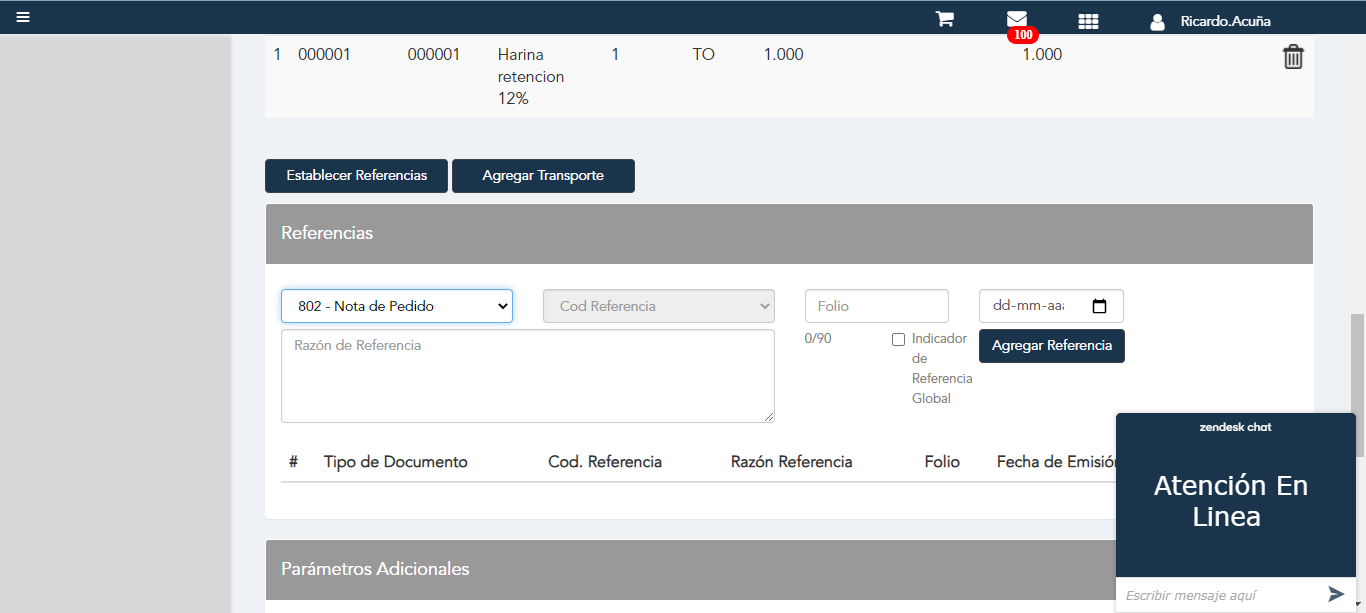 Ricardo.Acuña
100
1 000001 000001 Harina 1 TO 1.000 1.000
retencion
12%
Establecer Referencias Agregar Transporte
Referencias
802 - Nota de Pedido Cod Referencia Folio dd-mm-aa
Razón de Referencia 0/90 Indicador Agregar Referencia
de
Referencia
Global
zendesk chat
# Tipo de Documento Cod. Referencia Razón Referencia Folio Fecha de Emisión
Atención En
Linea
Parámetros Adicionales
Escribir mensaje aquí